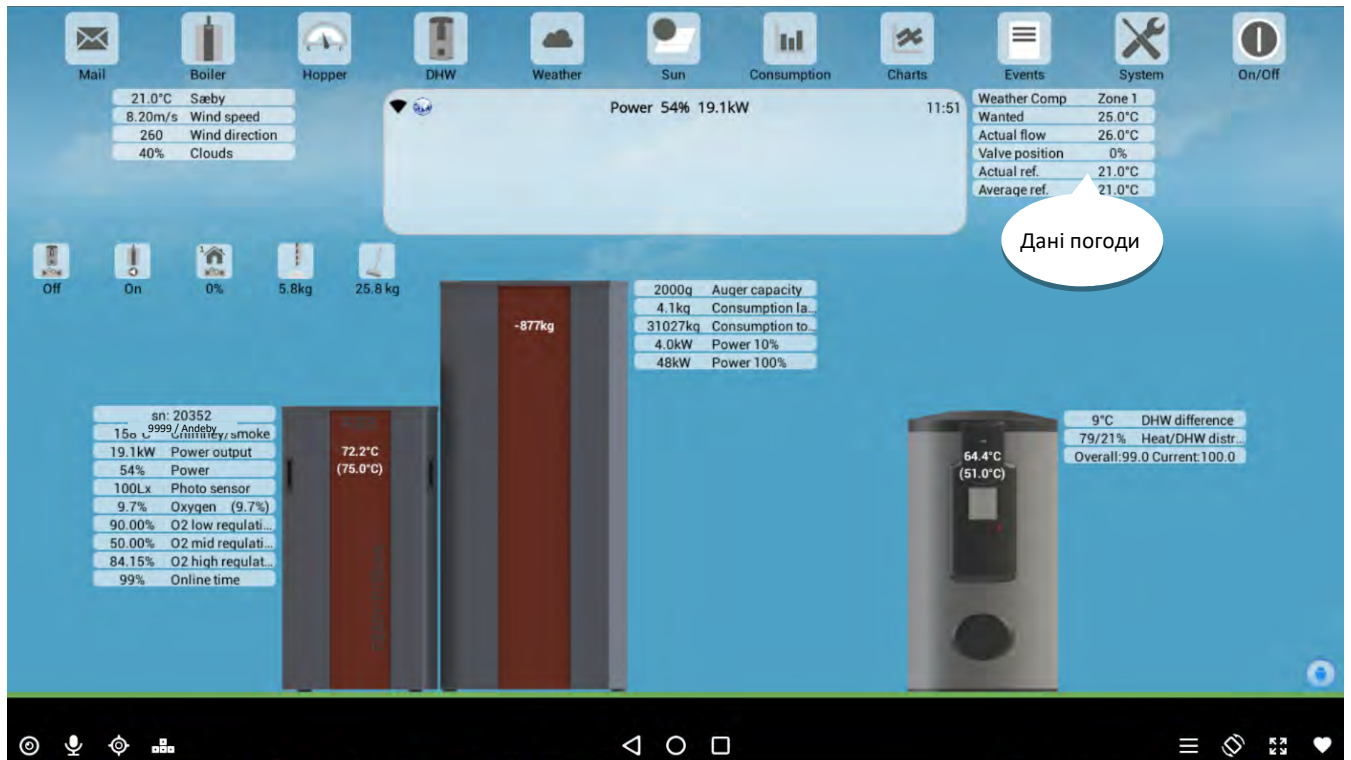 Mail Boiler Hopper DHW Weather Sun Consumption Charts Events System On/Off
21.0°C Sæby
8.20m/s Wind speed
260 Wind direction
40% Clouds
Power 54% 19.1kW 11:51
Weather Comp Zone 1
Wanted 25.0°C
Actual flow 26.0°C
Valve position 0%
Actual ref. 21.0°C
Average ref. 21.0°C
Дані погоди
1
Off On 0% 5.8kg 25.8 kg
-877kg
2000g Auger capacity
4.1kg Consumption la...
31027kg Consumption to...
4.0kW Power 10%
48kW Power 100%
sn: 20352
9999 / Andeby
158°C Chimney/smoke
19.1kW Power output
54% Power
100Lx Photo sensor
9.7% Oxygen (9.7%)
90.00% O2 low regulati...
50.00% O2 mid regulati...
84.15% O2 high regulat...
99% Online time
72.2°C
(75.0°C)
64.4°C
(51.0°C)
9°C DHW difference
79/21% Heat/DHW distr...
Overall:99.0 Current:100.0